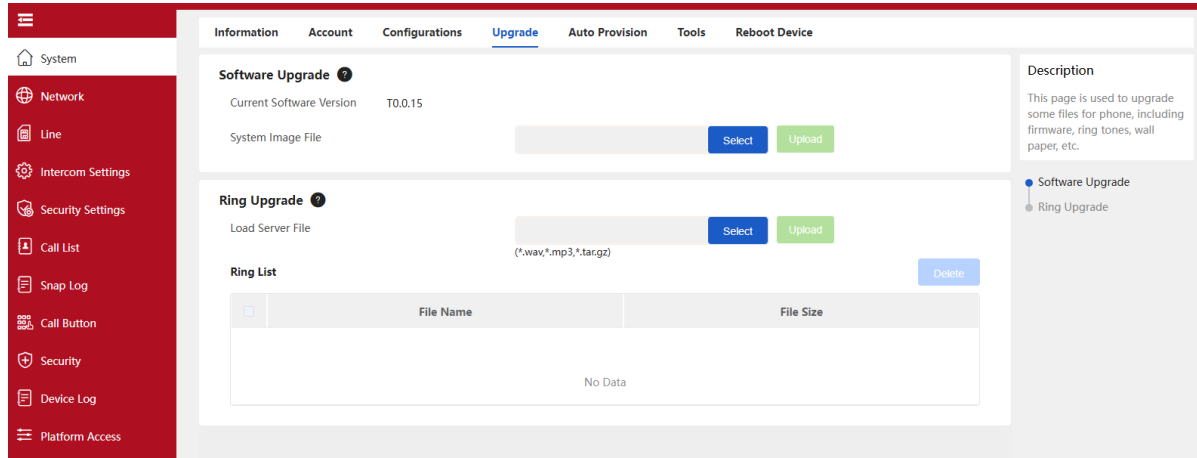 Information Account Configurations Upgrade Auto Provision Tools Reboot Device
System
Network
Line
Intercom Settings
Security Settings
Call List
Snap Log
Call Button
Security
Device Log
Platform Access
Software Upgrade ?
Current Software Version T0.0.15
System Image File Select Upload
Ring Upgrade ?
Load Server File Select Upload
(*.wav,*.mp3,*.tar.gz)
Ring List Delete
File Name File Size
No Data
Description
This page is used to upgrade
some files for phone, including
firmware, ring tones, wall
paper, etc.
Software Upgrade
Ring Upgrade